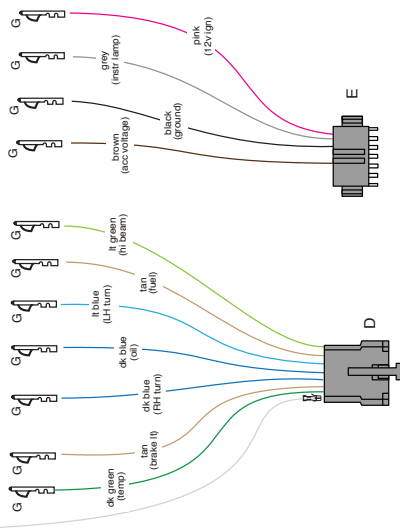 G
pink
(12v ign)
G
grey
(instr lamp)
G
black
(ground)
G
brown
(acc voltage)
E
G
lt green
(hi beam)
G
tan
(fuel)
G
lt blue
(LH turn)
G
dk blue
(oil)
G
dk blue
(RH turn)
G
tan
(brake lt)
G
dk green
(temp)
D